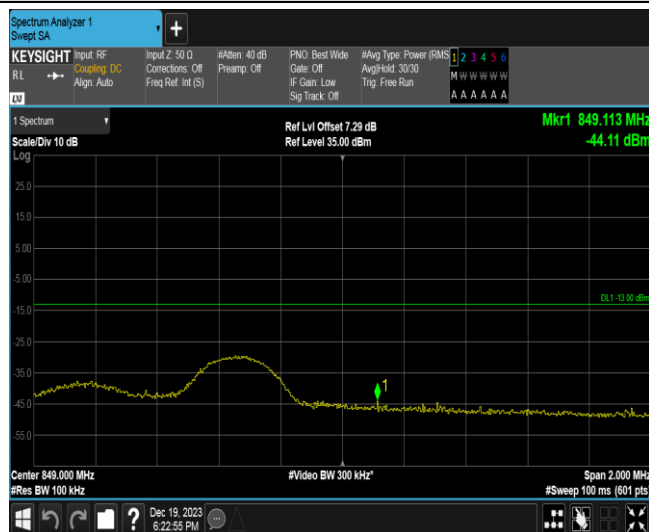 Spectrum Analyzer 1
Swept SA
+
KEYSIGHT
RL
LXI
Input: RF
Coupling: DC
Align: Auto
Input Z: 50 Ω
Corrections: Off
Freq Ref: Int (S)
#Atten: 40 dB
Preamp: Off
PNO: Best Wide
Gate: Off
IF Gain: Low
Sig Track: Off
#Avg Type: Power (RMS
Avg|Hold: 30/30
Trig: Free Run
1 2 3 4 5 6
M W W W W W
A A A A A A
1 Spectrum
Scale/Div 10 dB
Ref Lvl Offset 7.29 dB
Ref Level 35.00 dBm
Mkr1 849.113 MHz
-44.11 dBm
Log
25.0
15.0
5.00
-5.00
DL1 -13.00 dBm
-15.0
-25.0
-35.0
1
-45.0
-55.0
Center 849.000 MHz
#Res BW 100 kHz
#Video BW 300 kHz*
Span 2.000 MHz
#Sweep 100 ms (601 pts)
?
Dec 19, 2023
6:22:55 PM